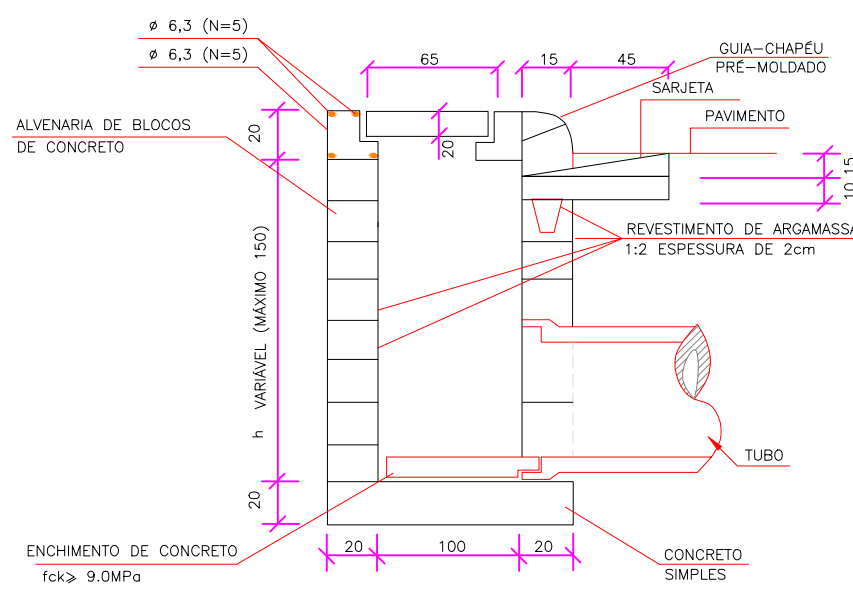 ø 6,3 (N=5)
ø 6,3 (N=5)
65
15
45
GUIA-CHAPÉU
PRÉ-MOLDADO
SARJETA
PAVIMENTO
ALVENARIA DE BLOCOS
DE CONCRETO
20
20
15
10
REVESTIMENTO DE ARGAMASSA
1:2 ESPESSURA DE 2cm
h VARIÁVEL (MÁXIMO 150)
TUBO
20
ENCHIMENTO DE CONCRETO
fck≥ 9.0MPa
20
100
20
CONCRETO
SIMPLES